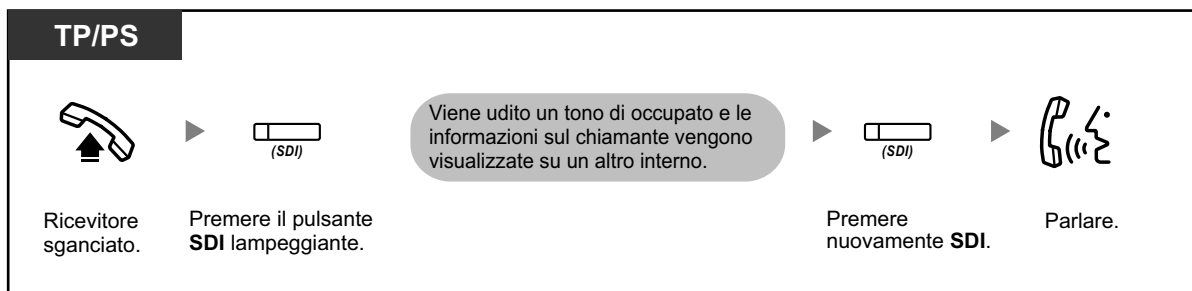 TP/PS
(SDI)
Viene udito un tono di occupato e le
informazioni sul chiamante vengono
visualizzate su un altro interno.
(SDI)
Ricevitore
sganciato.
Premere il pulsante
SDI lampeggiante.
Premere
nuovamente SDI.
Parlare.